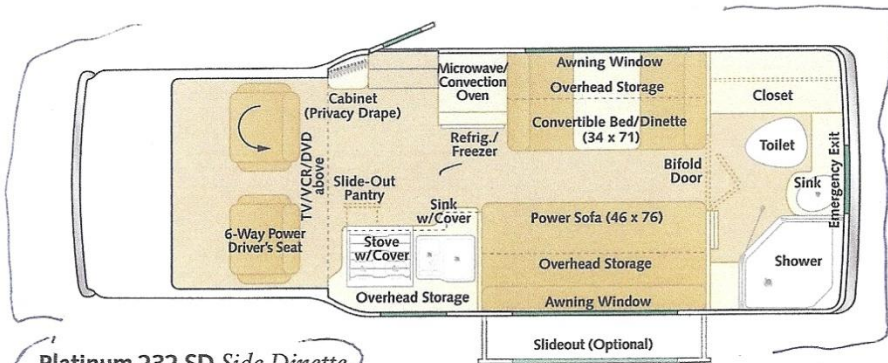 Cabinet
(Privacy Drape)
Microwave/
Convection
Oven
Awning Window
Overhead Storage
Convertible Bed/Dinette
(34 x 71)
Closet
Toilet
Refrig./
Freezer
Bifold
Door
Sink
Emergency Exit
TV/VCR/DVD
above
Slide-Out
Pantry
Sink
w/Cover
Power Sofa (46 x 76)
6-Way Power
Driver's Seat
Stove
w/Cover
Overhead Storage
Shower
Overhead Storage
Awning Window
Slideout (Optional)
Platinum 232 SD Side Dinette